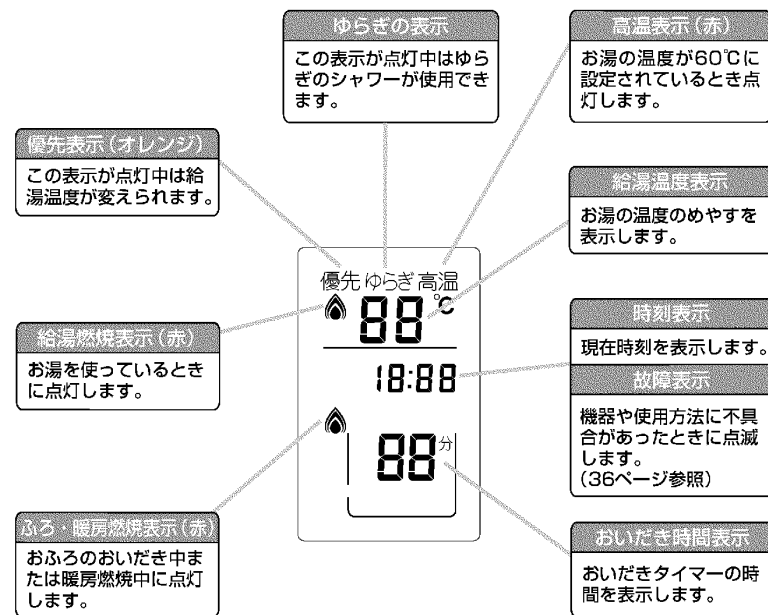 ゆらぎの表示
この表示が点灯中はゆら
ぎのシャワーが使用でき
ます。
高温表示(赤)
お湯の温度が60℃に
設定されているとき点
灯します。
優先表示(オレンジ)
この表示が点灯中は給
湯温度が変えられます。
給湯温度表示
お湯の温度のめやすを
表示します。
優先 ゆらぎ 高温
88℃
18:88
88分
給湯燃焼表示(赤)
お湯を使っているとき
に点灯します。
時刻表示
現在時刻を表示します。
故障表示
機器や使用方法に不具
合があったときに点滅
します。
(36ページ参照)
ふろ・暖房燃焼表示(赤)
おふろのおいだき中ま
たは暖房燃焼中に点灯
します。
おいだき時間表示
おいだきタイマーの時
間を表示します。